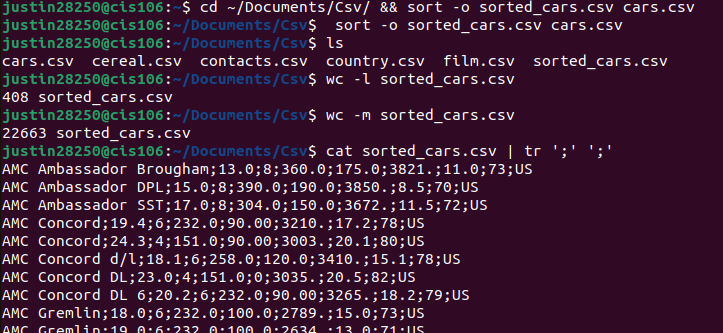 justin28250@cis106:~$ cd ~/Documents/Csv/ && sort -o sorted_cars.csv cars.csv
justin28250@cis106:~/Documents/Csv$  sort -o sorted_cars.csv cars.csv
justin28250@cis106:~/Documents/Csv$ ls
cars.csv  cereal.csv  contacts.csv  country.csv  film.csv  sorted_cars.csv
justin28250@cis106:~/Documents/Csv$ wc -l sorted_cars.csv
408 sorted_cars.csv
justin28250@cis106:~/Documents/Csv$ wc -m sorted_cars.csv
22663 sorted_cars.csv
justin28250@cis106:~/Documents/Csv$ cat sorted_cars.csv | tr ';' ';'
AMC Ambassador Brougham;13.0;8;360.0;175.0;3821.;11.0;73;US
AMC Ambassador DPL;15.0;8;390.0;190.0;3850.;8.5;70;US
AMC Ambassador SST;17.0;8;304.0;150.0;3672.;11.5;72;US
AMC Concord;19.4;6;232.0;90.00;3210.;17.2;78;US
AMC Concord;24.3;4;151.0;90.00;3003.;20.1;80;US
AMC Concord d/l;18.1;6;258.0;120.0;3410.;15.1;78;US
AMC Concord DL;23.0;4;151.0;0;3035.;20.5;82;US
AMC Concord DL 6;20.2;6;232.0;90.00;3265.;18.2;79;US
AMC Gremlin;18.0;6;232.0;100.0;2789.;15.0;73;US
AMC Gremlin;19.0;6;232.0;100.0;2634.;13.0;71;US